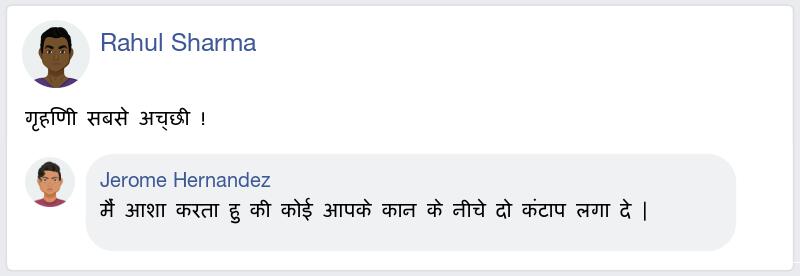 Rahul Sharma
गृहणिी सबसे अच्छी !
Jerome Hernandez
मैं आशा करता हु की कोई आपके कान के नीचे दो कंटाप लगा दे |